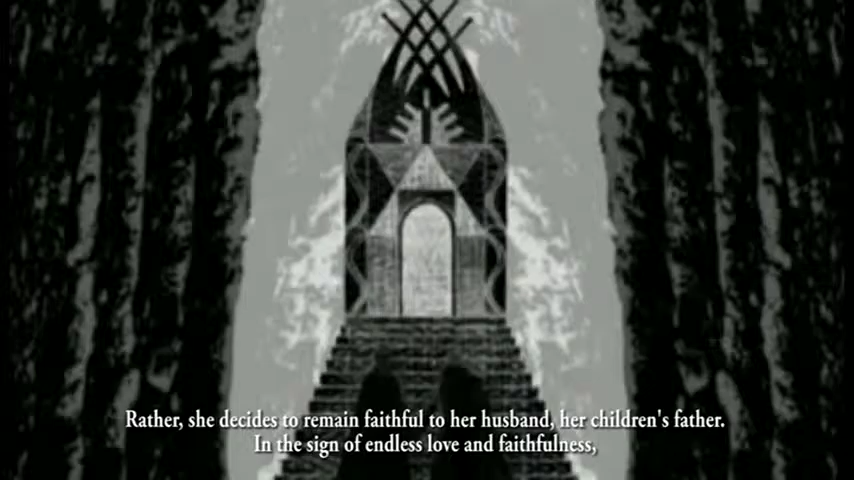 Rather, she decides to remain faithful to her husband, her children's father.
In the sign of endless love and faithfulness,